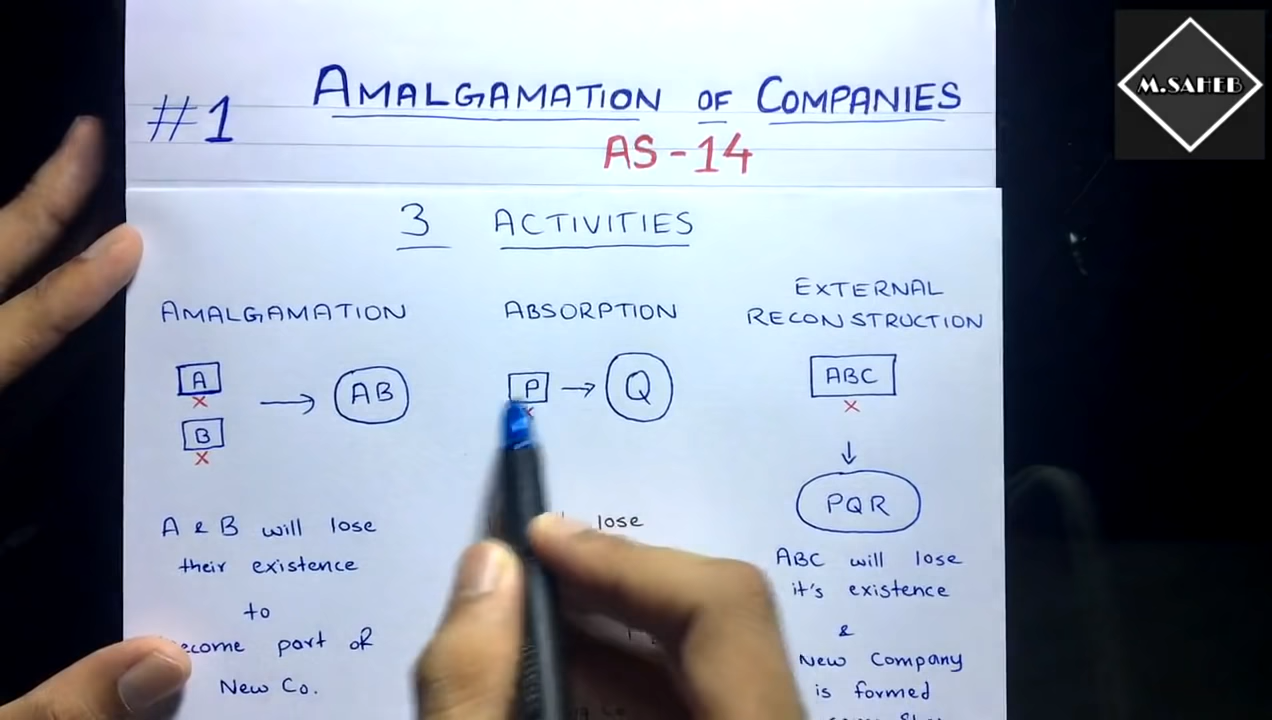 #1
AMALGAMATION OF COMPANIES
AS-14
M.SAHEB
3 ACTIVITIES
AMALGAMATION
A
x
B
x
AB
A & B will lose
their existence
to
become part of
New Co.
ABSORPTION
P
x
Q
lose
EXTERNAL
RECONSTRUCTION
ABC
x
PQR
ABC will lose
it's existence
&
New Company
is formed